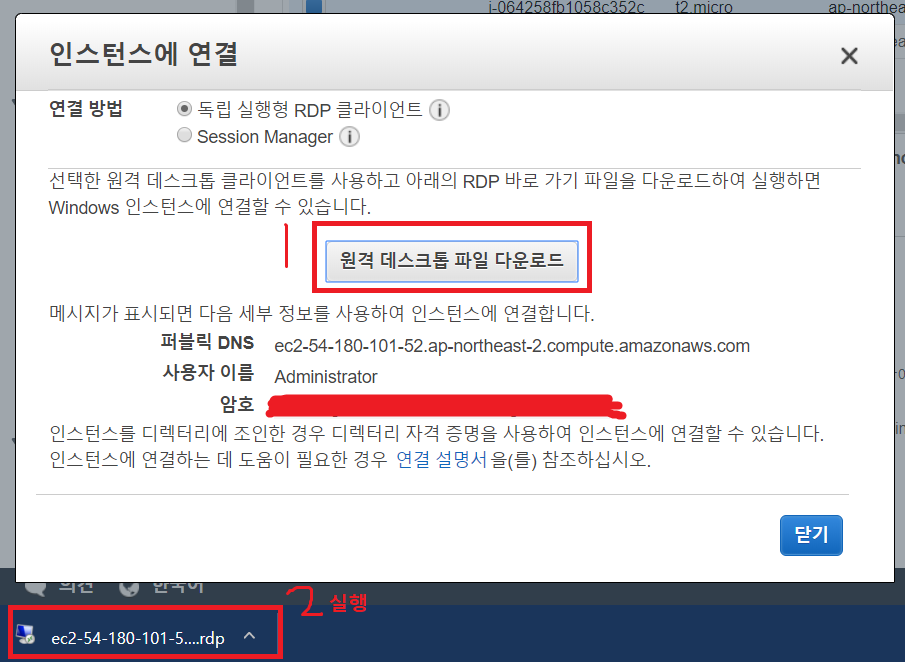 i-064258fb1058c352c t2.micro ap-northea
인스턴스에 연결
연결 방법
독립 실행형 RDP 클라이언트
Session Manager
선택한 원격 데스크톱 클라이언트를 사용하고 아래의 RDP 바로 가기 파일을 다운로드하여 실행하면
Windows 인스턴스에 연결할 수 있습니다.
1
원격 데스크톱 파일 다운로드
메시지가 표시되면 다음 세부 정보를 사용하여 인스턴스에 연결합니다.
퍼블릭 DNS ec2-54-180-101-52.ap-northeast-2.compute.amazonaws.com
사용자 이름 Administrator
암호
인스턴스를 디렉터리에 조인한 경우 디렉터리 자격 증명을 사용하여 인스턴스에 연결할 수 있습니다.
인스턴스에 연결하는 데 도움이 필요한 경우 연결 설명서 을(를) 참조하십시오.
닫기
의견 한국어
2 실행
ec2-54-180-101-5....rdp